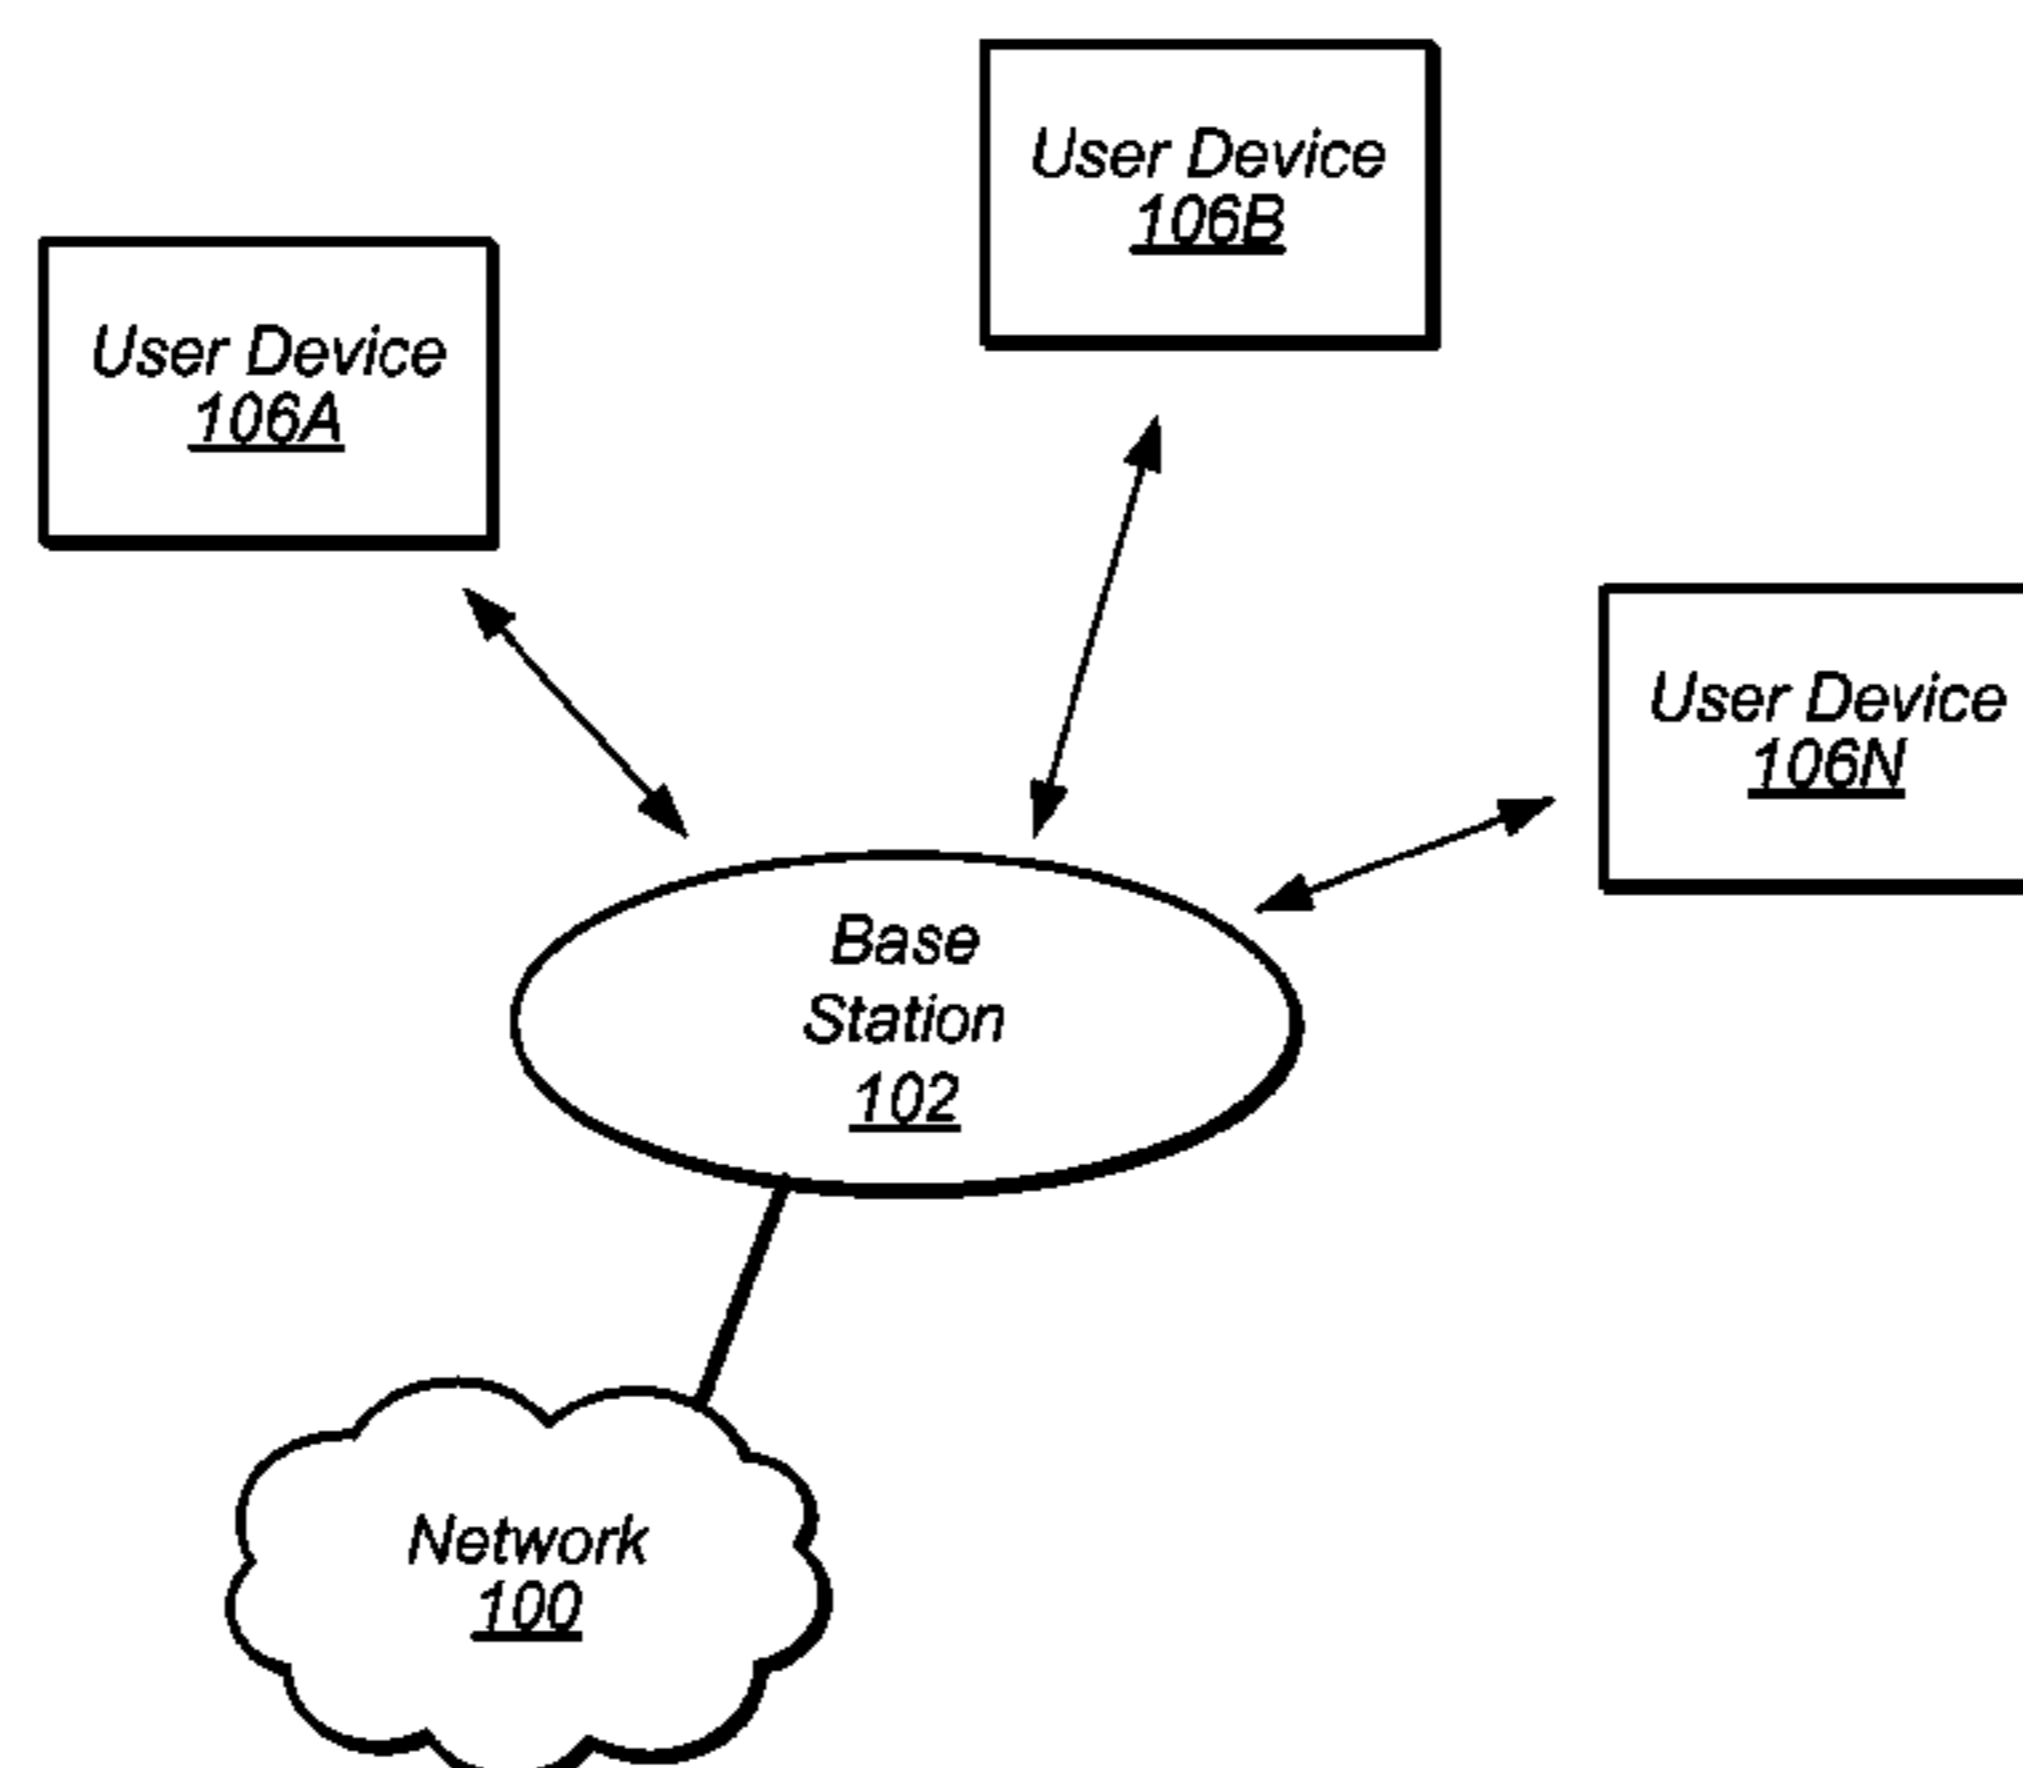 User Device
106B
User Device
106A
User Device
106N
Base
Station
102
Network
100